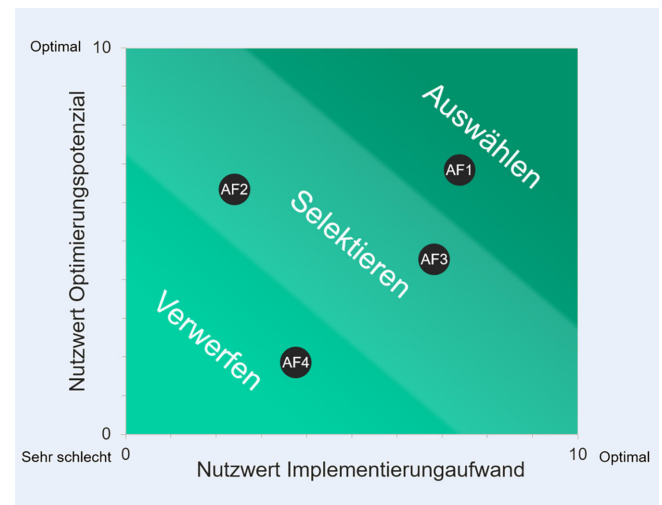 Optimal 10
Nutzwert Optimierungspotenzial
Auswählen
AF1
AF2
Selektieren
AF3
Verwerfen
AF4
0
Sehr schlecht 0
10 Optimal
Nutzwert Implementierungaufwand